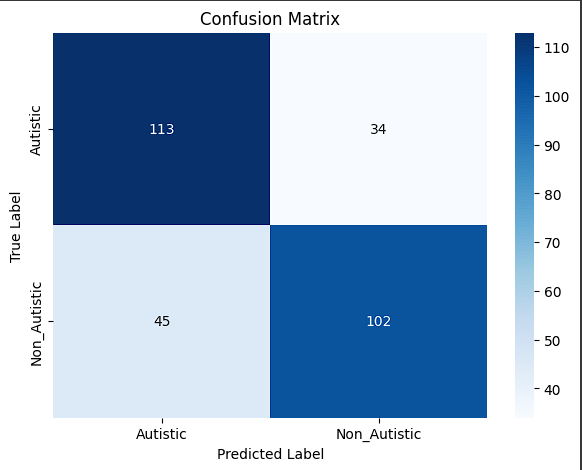 Confusion Matrix
True Label
Autistic
Non_Autistic
113
34
45
102
Autistic
Non_Autistic
Predicted Label
110
100
90
80
70
60
50
40